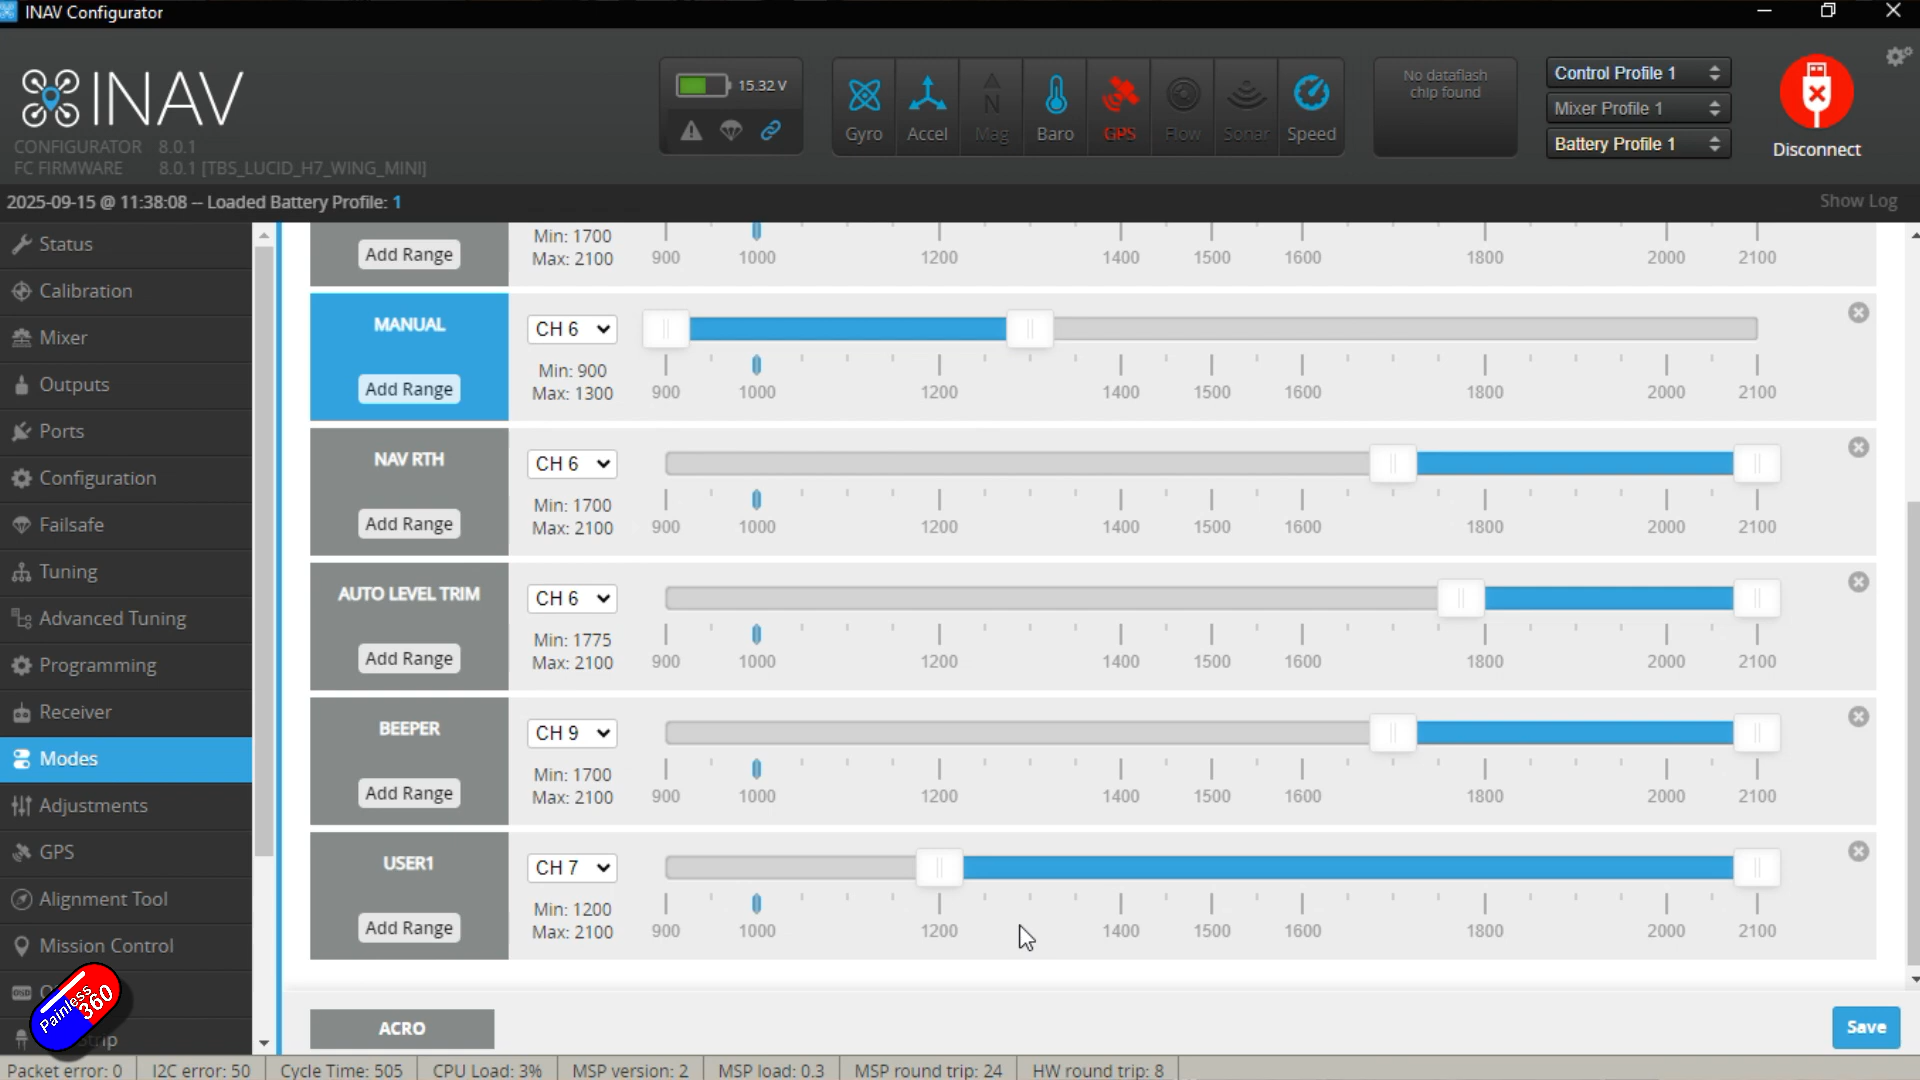 INAV Configurator
INAV
CONFIGURATOR 8.0.1
FC FIRMWARE 8.0.1 [TBS_LUCID_H7_WING_MINI]
15.32 V
Gyro
Accel
N
Mag
Baro
GPS
Flow
Sonar
Speed
No dataflash
chip found
Control Profile 1
Mixer Profile 1
Battery Profile 1
Disconnect
2025-09-15 @ 11:38:08 -- Loaded Battery Profile: 1
Show Log
Status
Calibration
Mixer
Outputs
Ports
Configuration
Failsafe
Tuning
Advanced Tuning
Programming
Receiver
Modes
Adjustments
GPS
Alignment Tool
Mission Control
Painless
360
Add Range
Min: 1700
Max: 2100
900 1000 1200 1400 1500 1600 1800 2000 2100
MANUAL
Add Range
CH 6
Min: 900
Max: 1300
900 1000 1200 1400 1500 1600 1800 2000 2100
NAV RTH
Add Range
CH 6
Min: 1700
Max: 2100
900 1000 1200 1400 1500 1600 1800 2000 2100
AUTO LEVEL TRIM
Add Range
CH 6
Min: 1775
Max: 2100
900 1000 1200 1400 1500 1600 1800 2000 2100
BEEPER
Add Range
CH 9
Min: 1700
Max: 2100
900 1000 1200 1400 1500 1600 1800 2000 2100
USER1
Add Range
CH 7
Min: 1200
Max: 2100
900 1000 1200 1400 1500 1600 1800 2000 2100
ACRO
Save
Packet error: 0 I2C error: 50 Cycle Time: 505 CPU Load: 3% MSP version: 2 MSP load: 0.3 MSP round trip: 24 HW round trip: 8